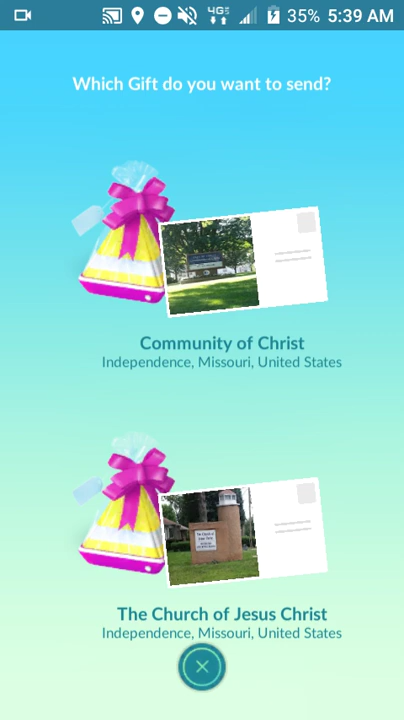 4G
35% 5:39 AM
Which Gift do you want to send?
Community of Christ
Independence, Missouri, United States
The Church of Jesus Christ
Independence, Missouri, United States